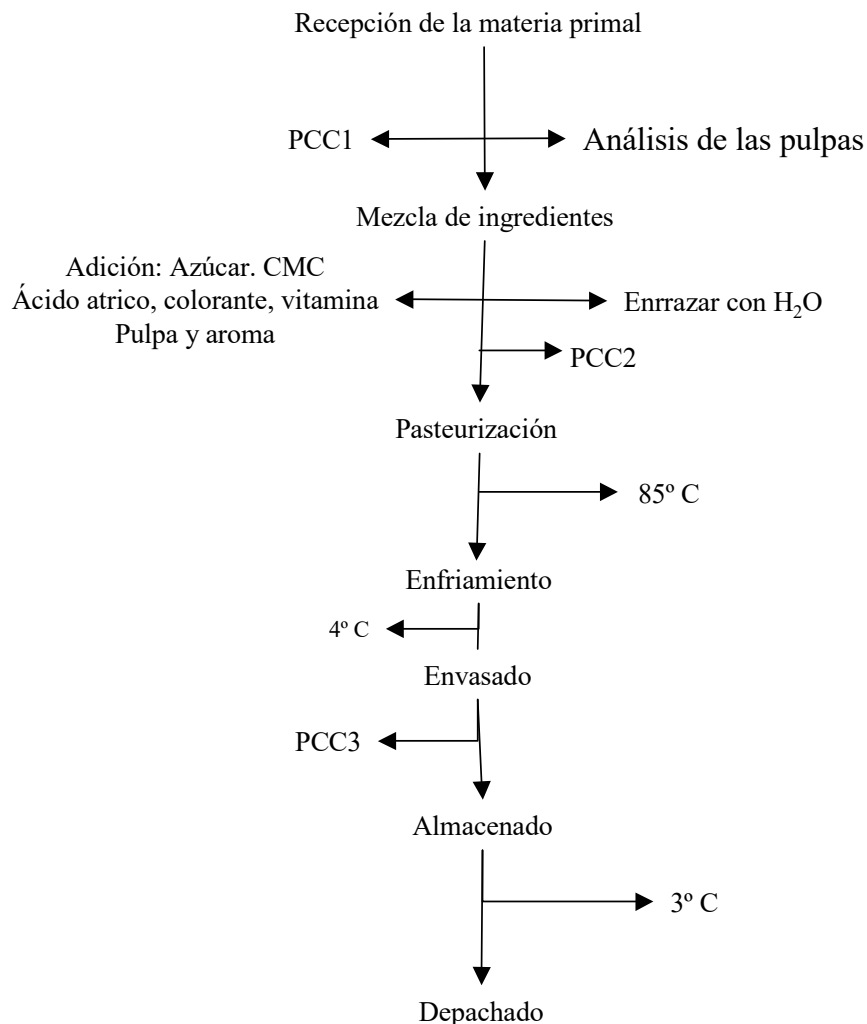 Recepción de la materia primal
PCC1
Análisis de las pulpas
Mezcla de ingredientes
Adición: Azúcar. CMC
Ácido atrico, colorante, vitamina
Pulpa y aroma
Enrrazar con H₂O
PCC2
Pasteurización
85º C
Enfriamiento
4º C
Envasado
PCC3
Almacenado
3º C
Depachado